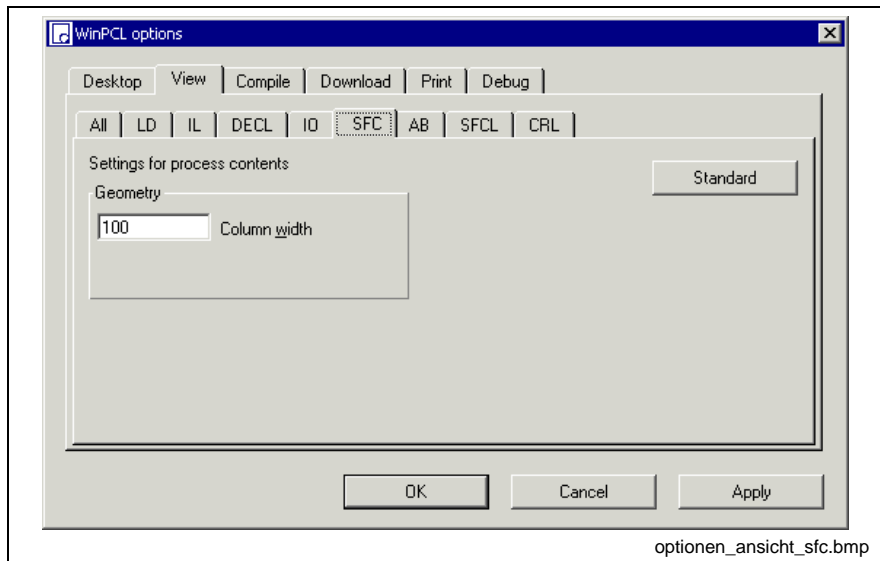 WinPCL options
Desktop View Compile Download Print Debug
All LD IL DECL IO SFC AB SFCL CRL
Settings for process contents
Standard
Geometry
100 Column width
OK Cancel Apply
optionen_ansicht_sfc.bmp